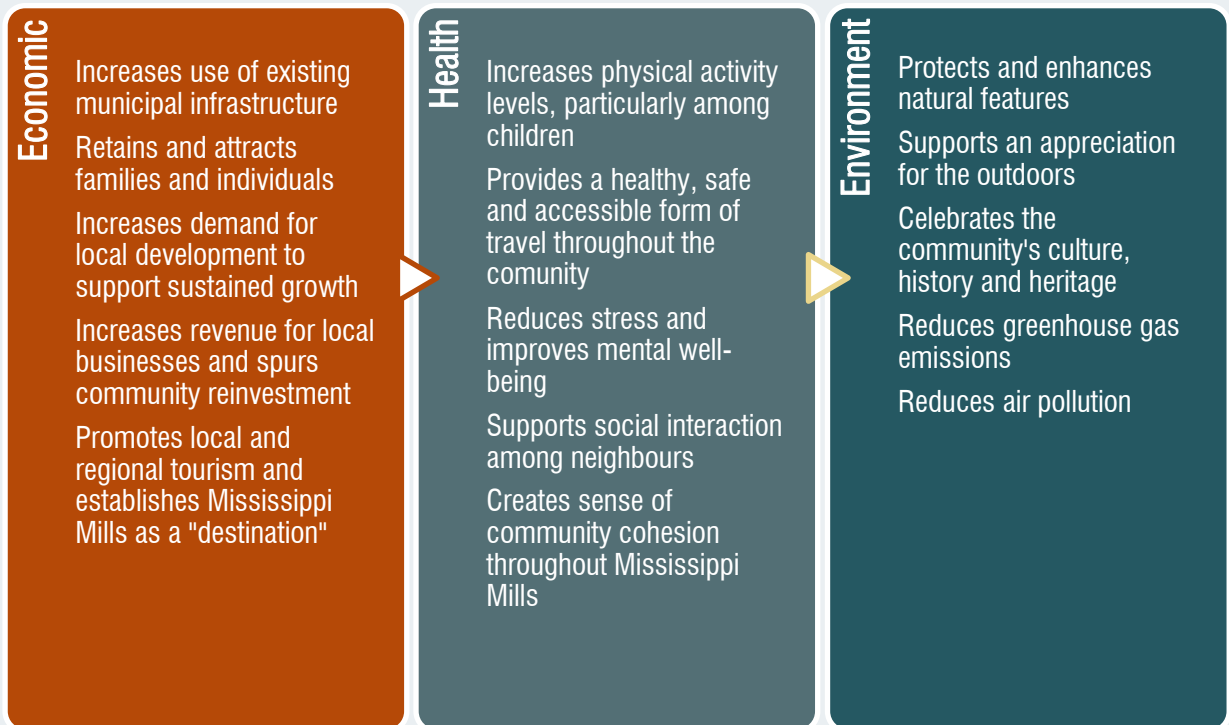 Economic
Increases use of existing
municipal infrastructure
Retains and attracts
families and individuals
Increases demand for
local development to
support sustained growth
Increases revenue for local
businesses and spurs
community reinvestment
Promotes local and
regional tourism and
establishes Mississippi
Mills as a "destination"
Health
Increases physical activity
levels, particularly among
children
Provides a healthy, safe
and accessible form of
travel throughout the
comunity
Reduces stress and
improves mental well-
being
Supports social interaction
among neighbours
Creates sense of
community cohesion
throughout Mississippi
Mills
Environment
Protects and enhances
natural features
Supports an appreciation
for the outdoors
Celebrates the
community's culture,
history and heritage
Reduces greenhouse gas
emissions
Reduces air pollution